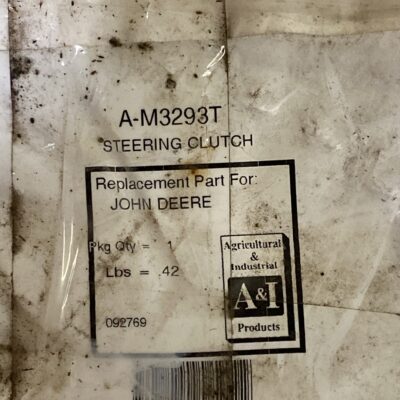 A-M3293T
STEERING CLUTCH
Replacement Part For:
JOHN DEERE
Pkg Qty = 1
Lbs = .42
092769
Agricultural
&
Industrial
A&I
Products